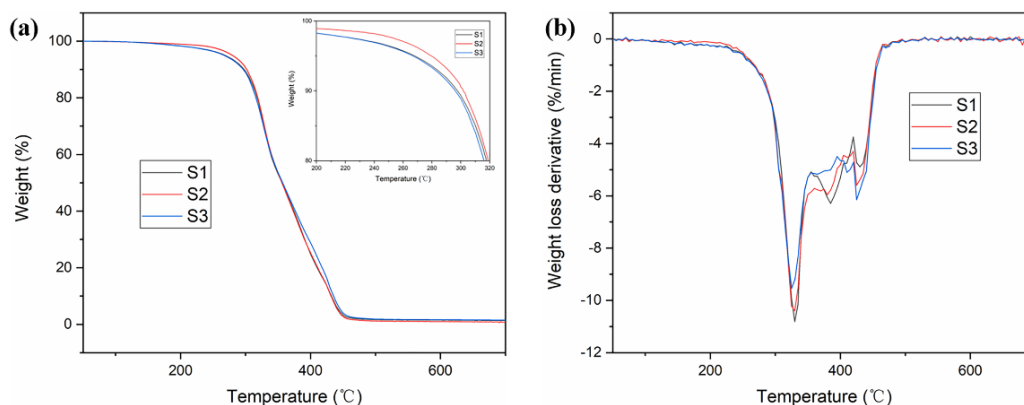 (a)
100
80
60
40
20
0
Weight (%)
200
400
600
Temperature (℃)
S1
S2
S3
100
90
80
Weight (%)
200
220
240
260
280
300
320
Temperature (℃)
S1
S2
S3
(b)
0
-2
-4
-6
-8
-10
-12
Weight loss derivative (%/min)
200
400
600
Temperature (℃)
S1
S2
S3